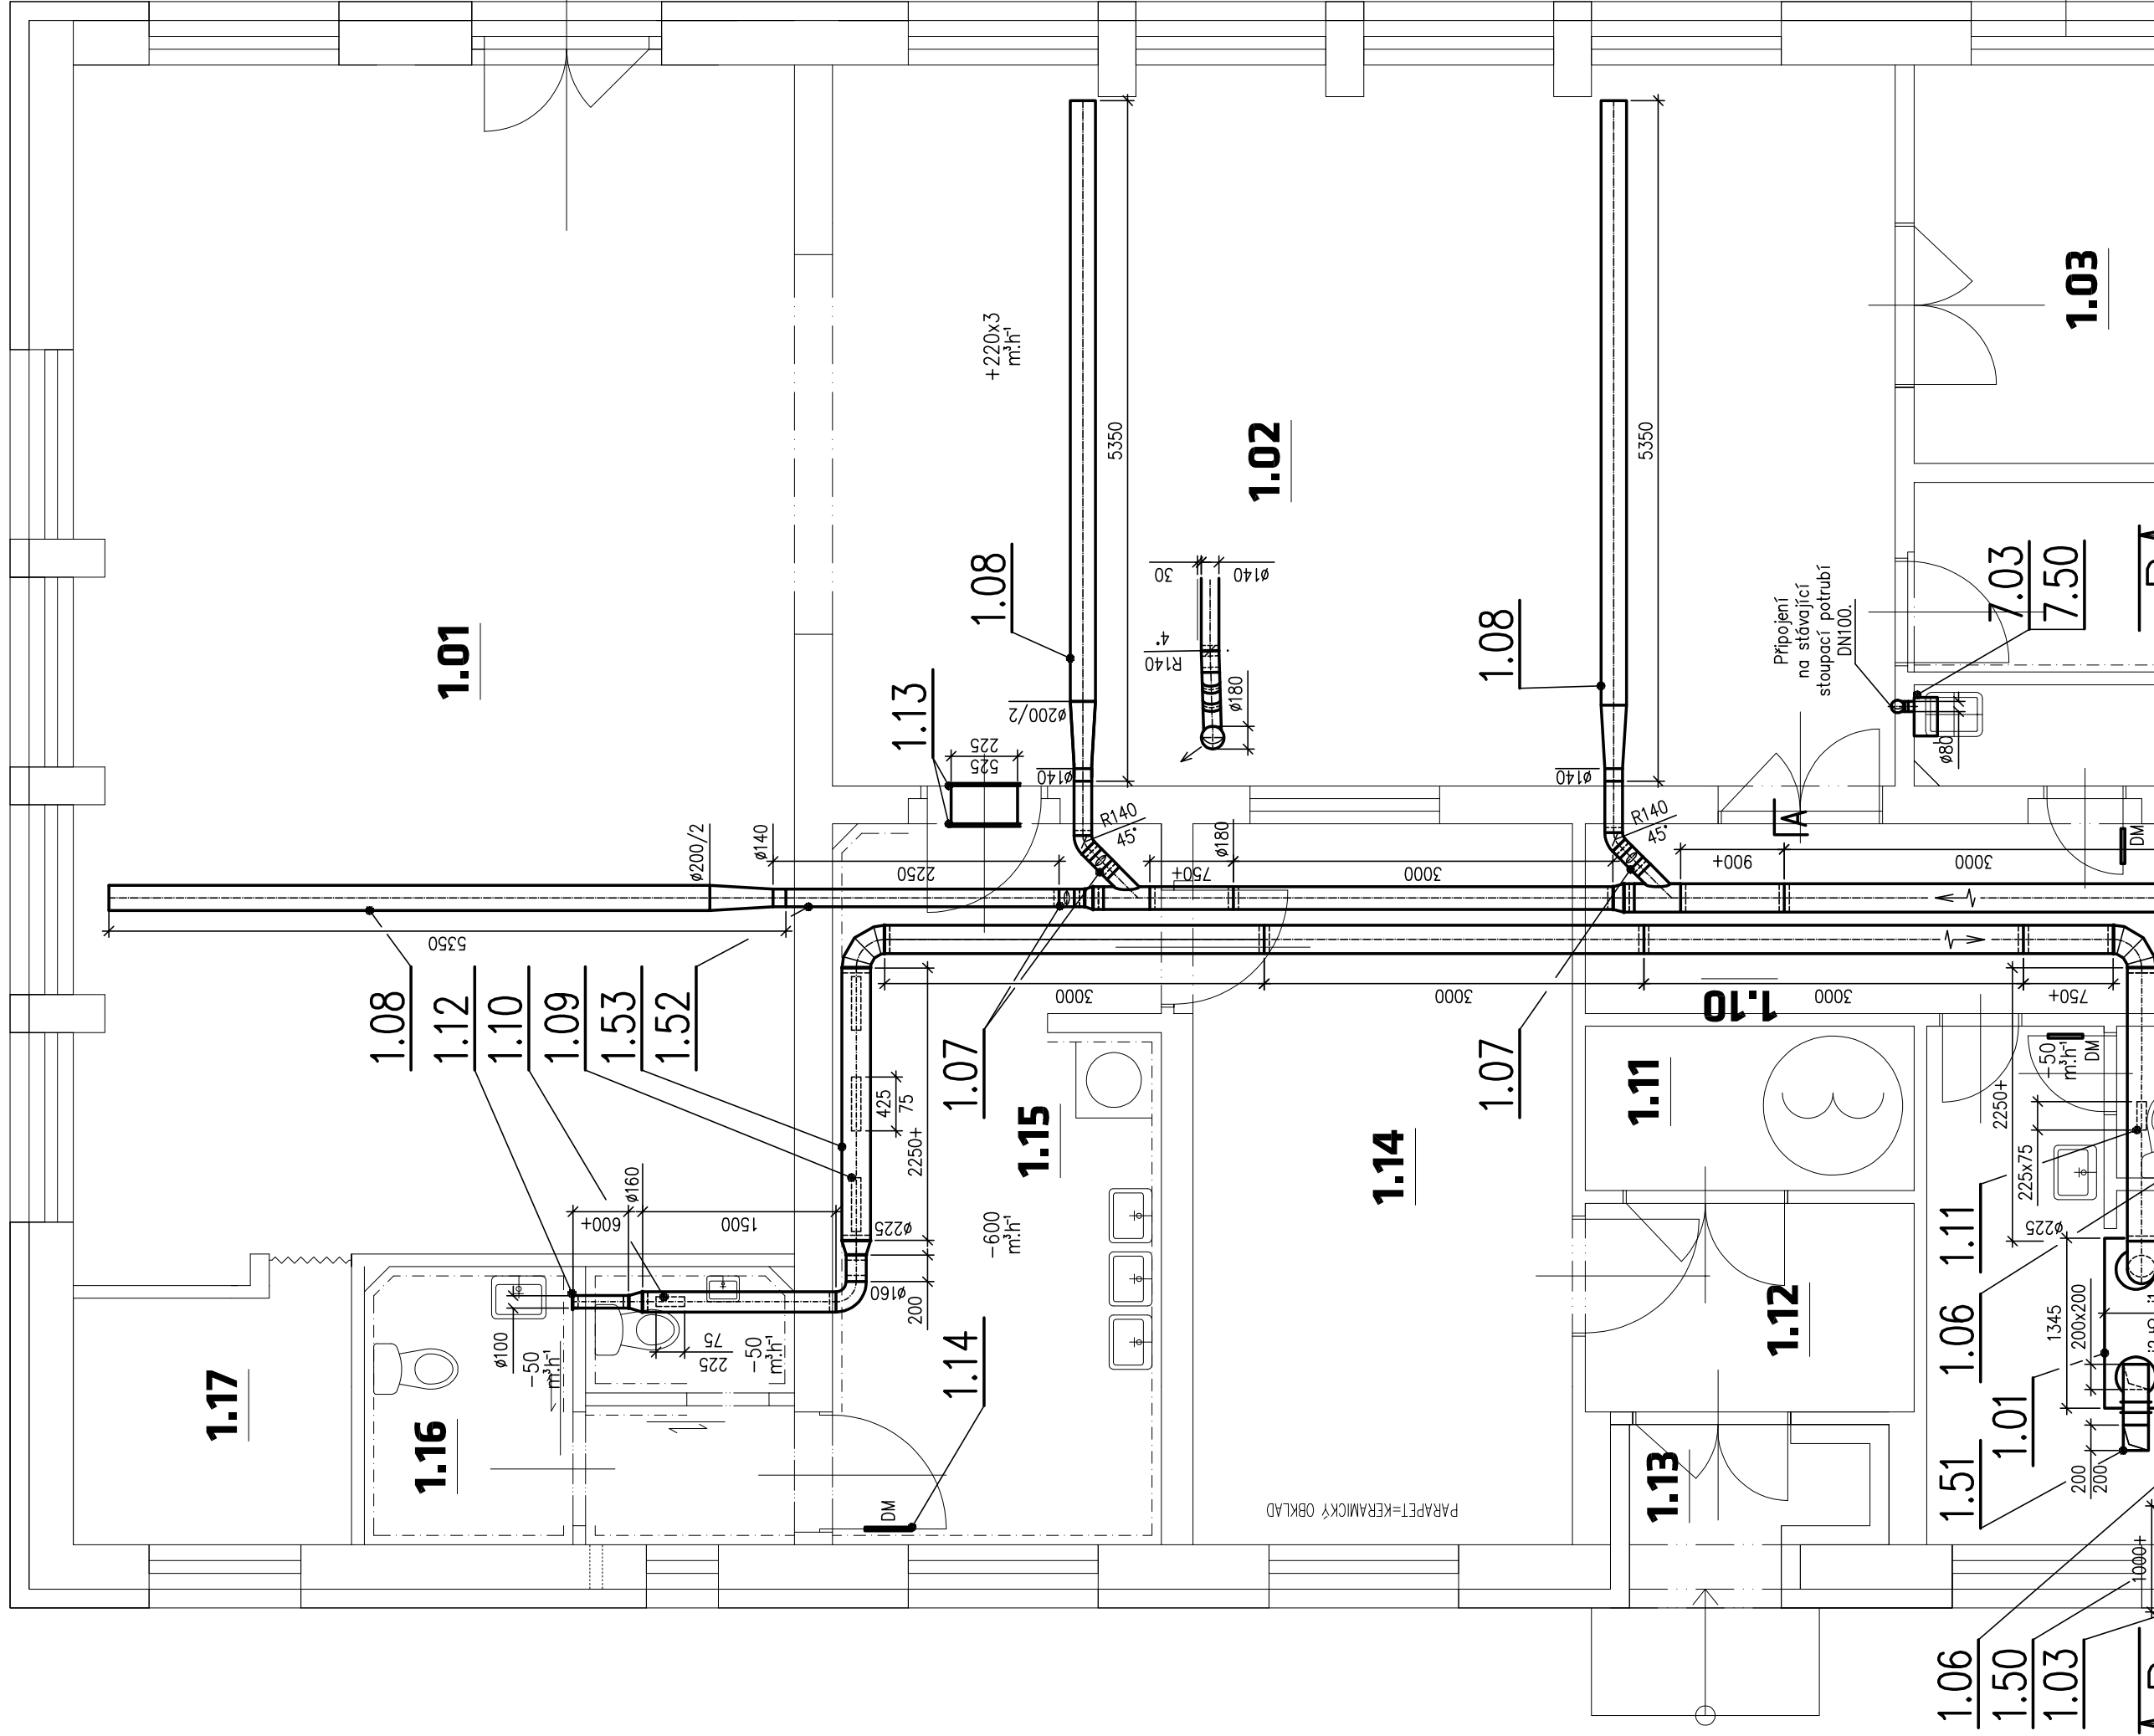 1.01
1.02
1.03
+220x3
m³.h⁻¹
5350
5350
1.08
1.08
1.13
30
ø140
4°
R140
ø180
ø200/2
ø140
225
525
ø140
R140
45°
R140
45°
Připojení
na stávající
stoupací potrubí
DN100.
7.03
7.50
ø80
A
DM
ø200/2
ø140
2250
750+
ø180
3000
900+
3000
5350
3000
3000
3000
750+
1.08
1.12
1.10
1.09
1.53
1.52
1.07
1.07
1.10
1.11
1.15
1.14
425
75
2250+
ø225
ø160
200
600+
ø160
1500
ø100
-50
m³.h⁻¹
75
225
-50
m³.h⁻¹
-600
m³.h⁻¹
1.14
DM
1.17
1.16
1.12
1.13
PARAPET=KERAMICKÝ OBKLAD
-50
m³.h⁻¹
DM
2250+
225x75
ø225
1.11
1.06
1345
200x200
1.01
1.51
200
200
1000+
1.06
1.50
1.03